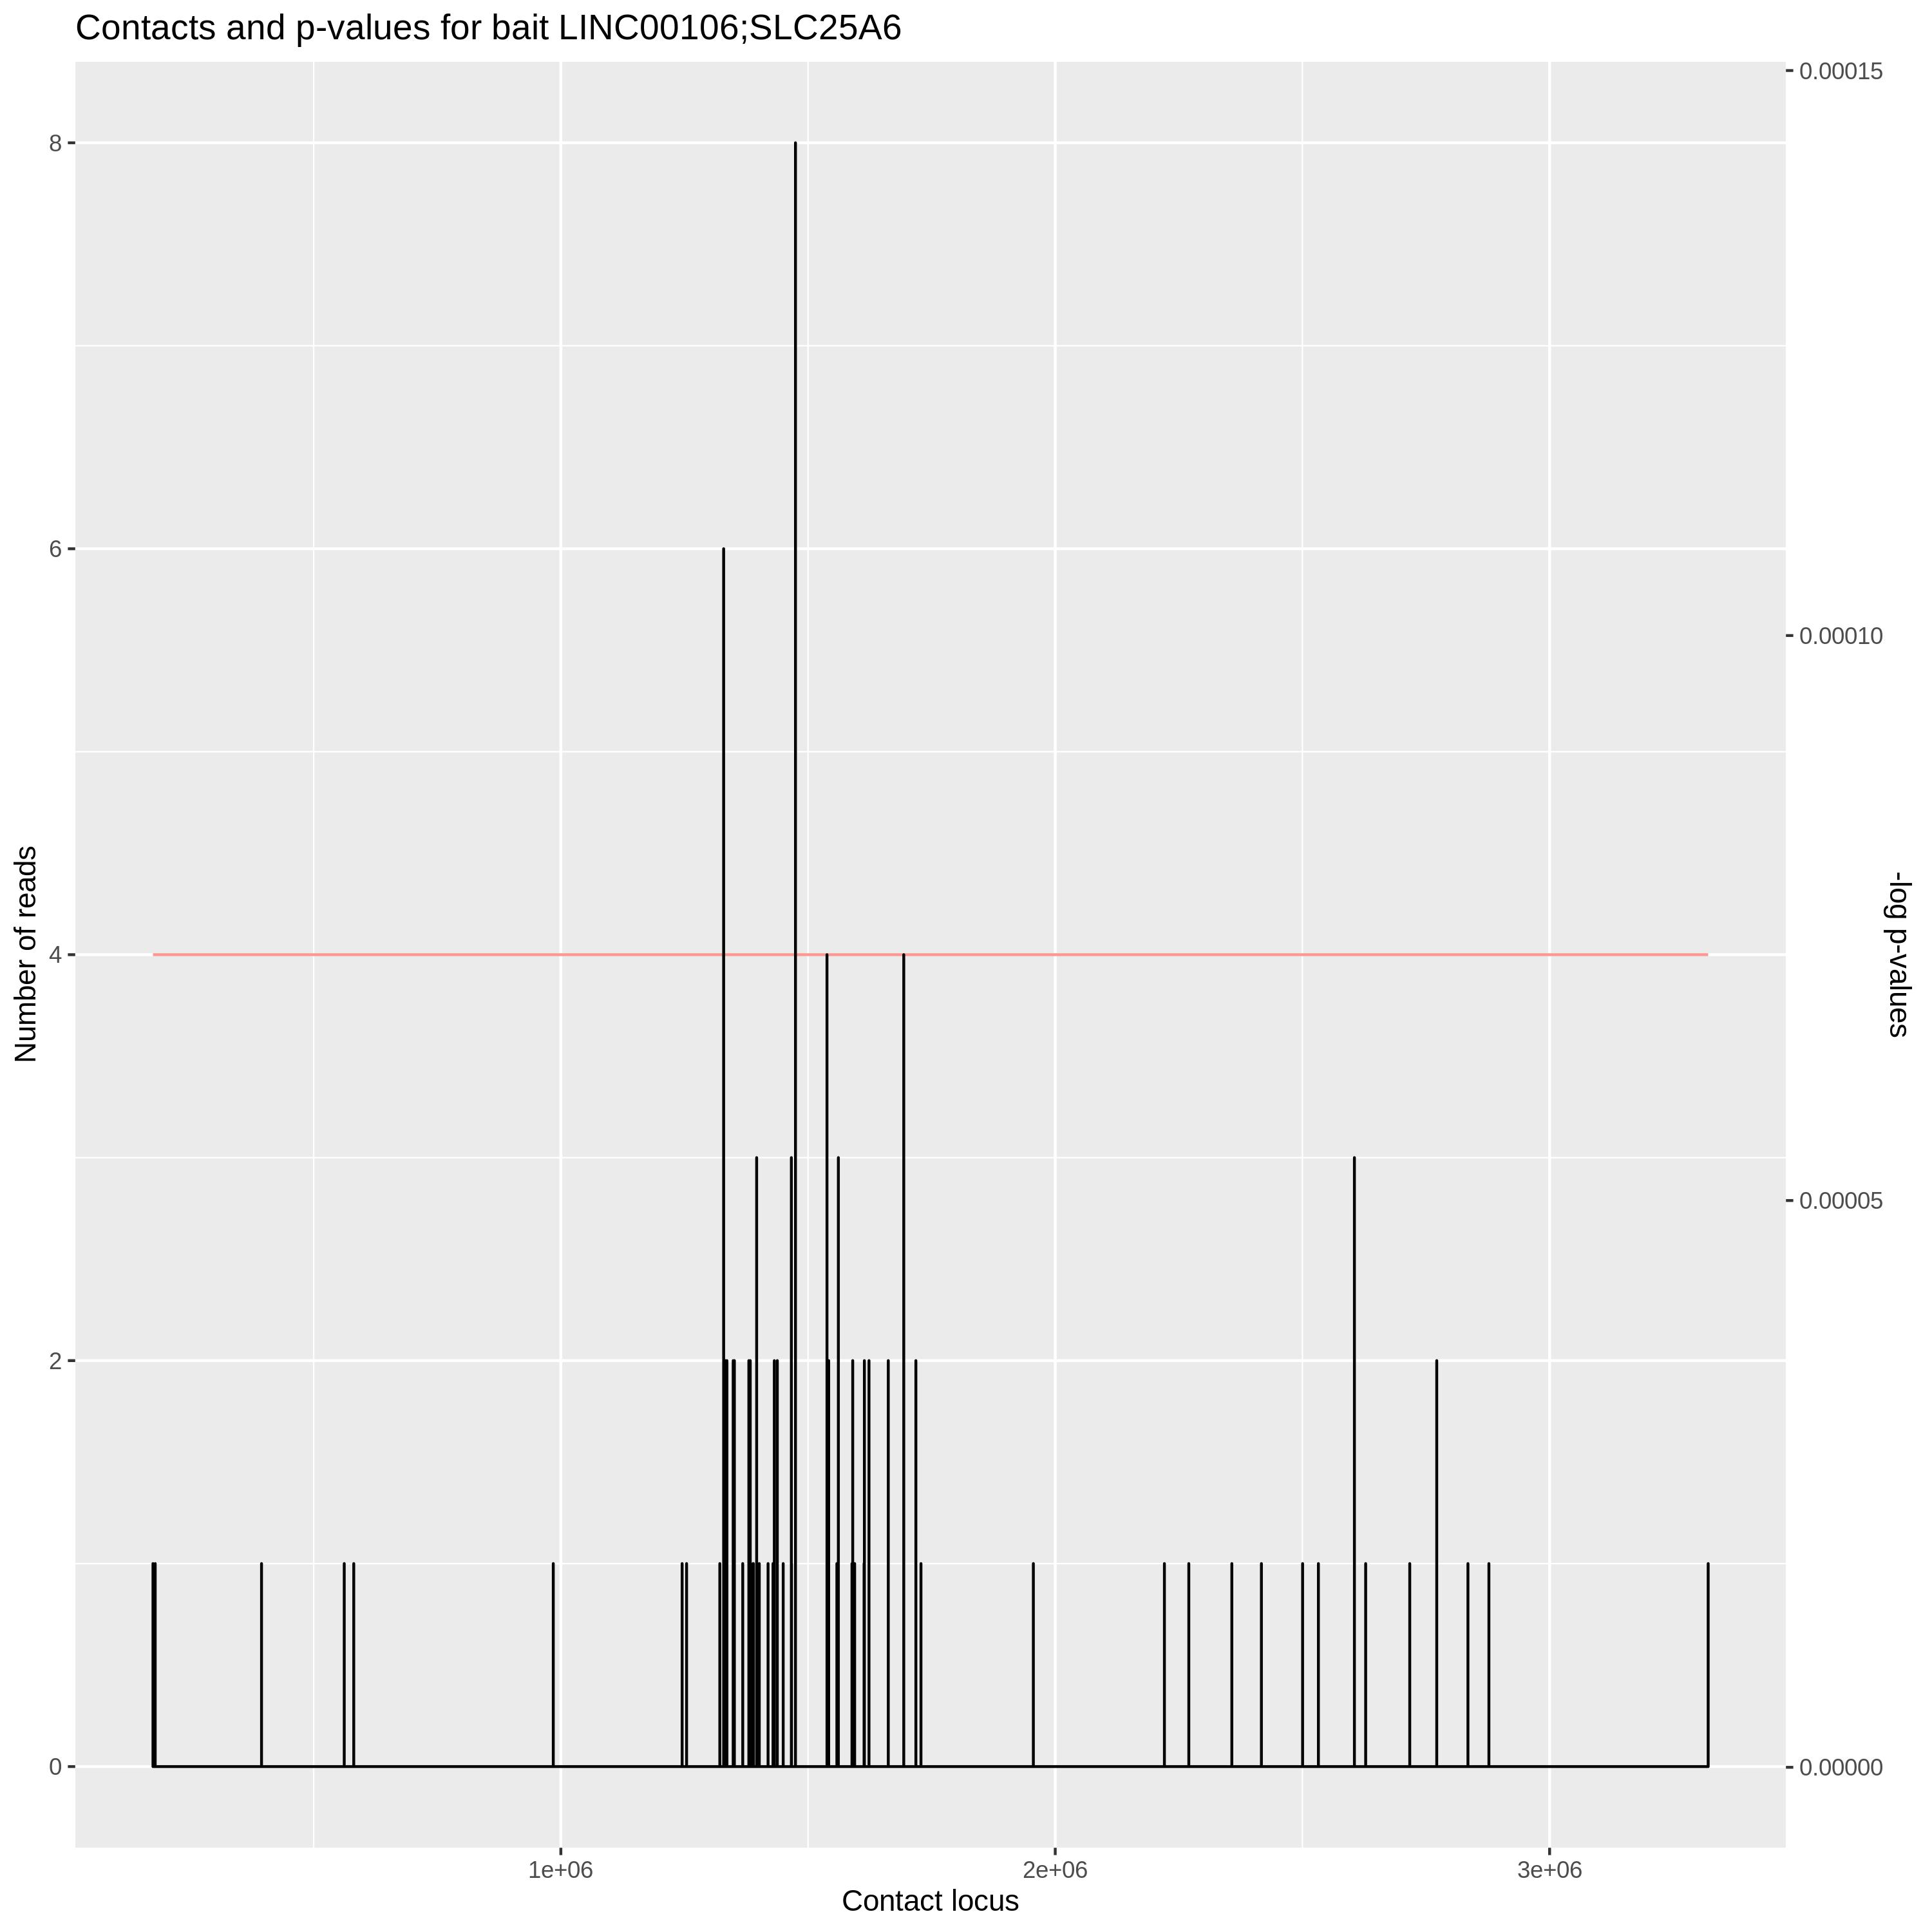 Contacts and p-values for bait LINC00106;SLC25A6
8
6
4
2
0
Number of reads
0.00015
0.00010
0.00005
0.00000
-log p-values
1e+06
2e+06
3e+06
Contact locus